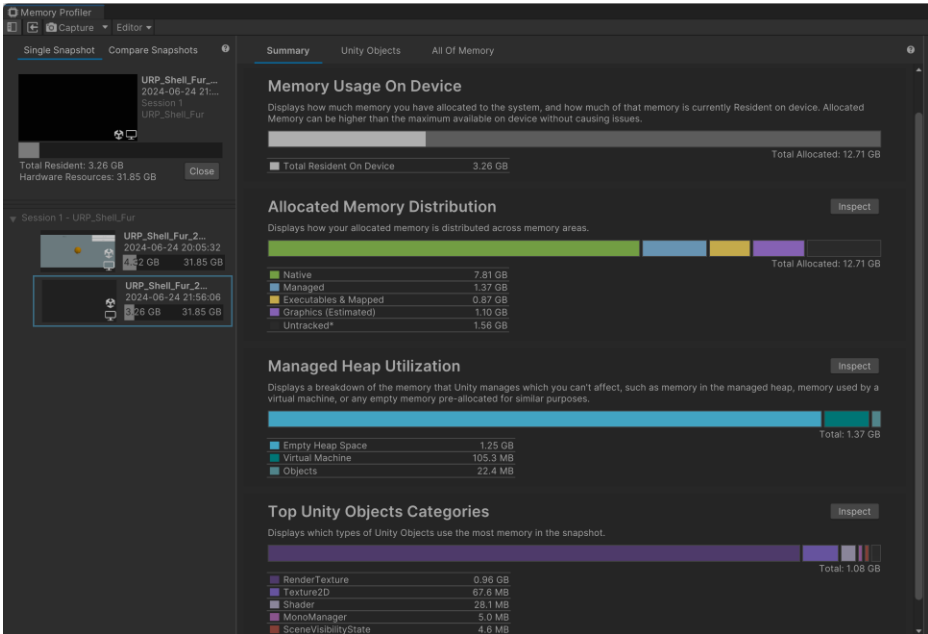 Memory Profiler
Capture Editor
Single Snapshot Compare Snapshots
URP_Shell_Fur_...
2024-06-24 21:...
Session 1
URP_Shell_Fur
Total Resident: 3.26 GB
Hardware Resources: 31.85 GB
Close
Session 1 - URP_Shell_Fur
URP_Shell_Fur_2...
2024-06-24 20:05:32
31.85 GB
URP_Shell_Fur_2...
2024-06-24 21:56:06
3.26 GB 31.85 GB
Summary Unity Objects All Of Memory
Memory Usage On Device
Displays how much memory you have allocated to the system, and how much of that memory is currently Resident on device. Allocated
Memory can be higher than the maximum available on device without causing issues.
Total Allocated: 12.71 GB
Total Resident On Device 3.26 GB
Allocated Memory Distribution
Inspect
Displays how your allocated memory is distributed across memory areas.
Total Allocated: 12.71 GB
Native 7.81 GB
Managed 1.37 GB
Executables & Mapped 0.87 GB
Graphics (Estimated) 1.10 GB
Untracked* 1.56 GB
Managed Heap Utilization
Inspect
Displays a breakdown of the memory that Unity manages which you can't affect, such as memory in the managed heap, memory used by a
virtual machine, or any empty memory pre-allocated for similar purposes.
Total: 1.37 GB
Empty Heap Space 1.25 GB
Virtual Machine 105.3 MB
Objects 22.4 MB
Top Unity Objects Categories
Inspect
Displays which types of Unity Objects use the most memory in the snapshot.
Total: 1.08 GB
RenderTexture 0.96 GB
Texture2D 67.6 MB
Shader 28.1 MB
MonoManager 5.0 MB
SceneVisibilityState 4.6 MB